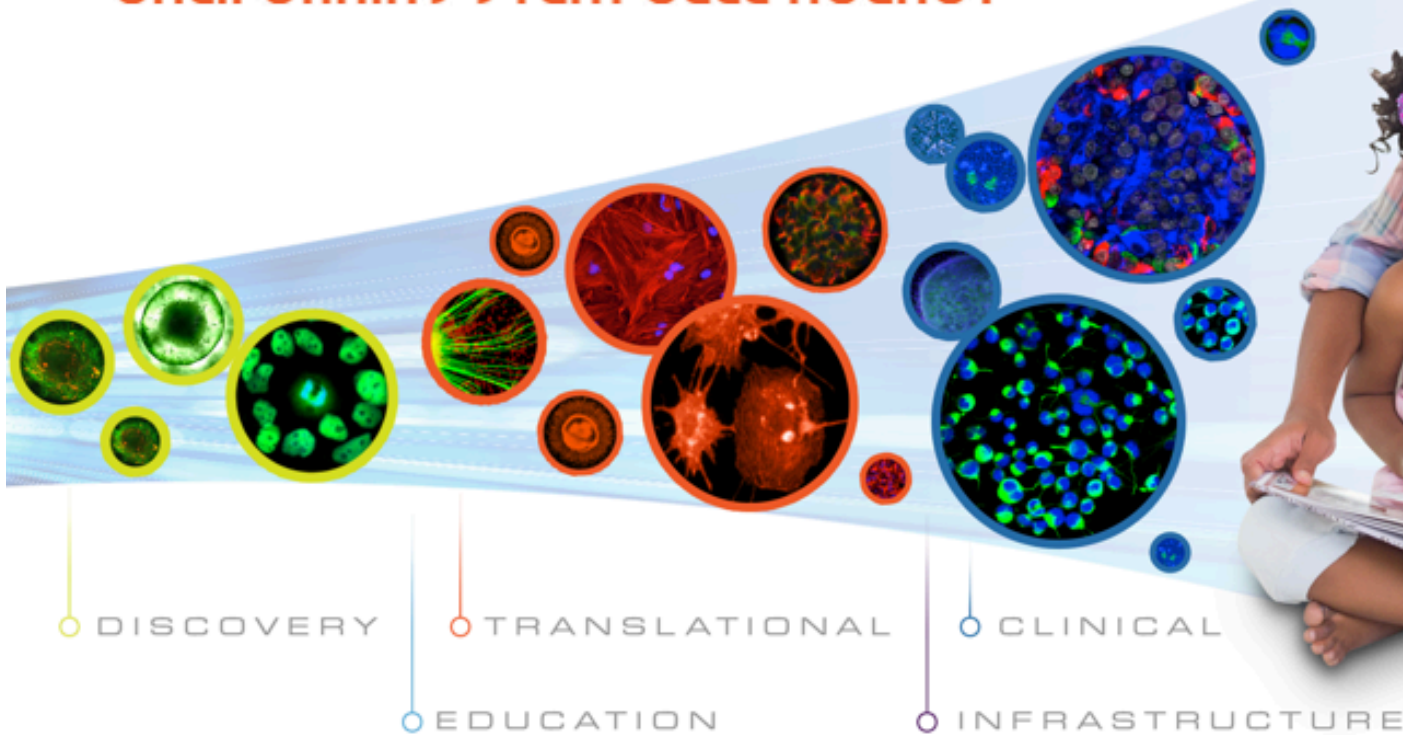 DISCOVERY
TRANSLATIONAL
CLINICAL
EDUCATION
INFRASTRUCTURE